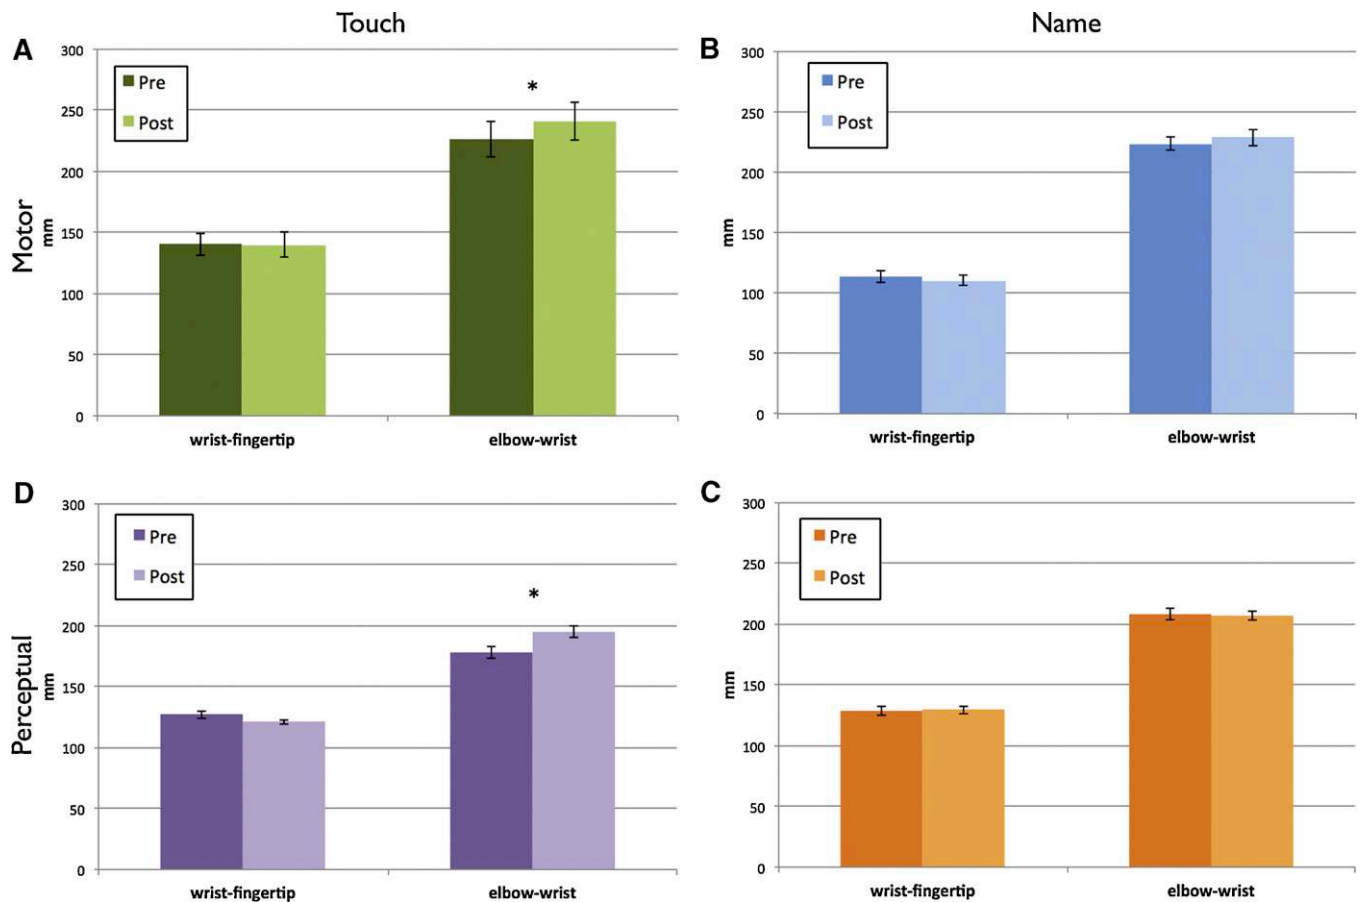 Touch
Name
A
300
250
200
150
100
50
0
Motor
mm
Pre
Post
*
wrist-fingertip
elbow-wrist
B
300
250
200
150
100
50
0
mm
Pre
Post
wrist-fingertip
elbow-wrist
D
300
250
200
150
100
50
0
Perceptual
mm
Pre
Post
*
wrist-fingertip
elbow-wrist
C
300
250
200
150
100
50
0
mm
Pre
Post
wrist-fingertip
elbow-wrist